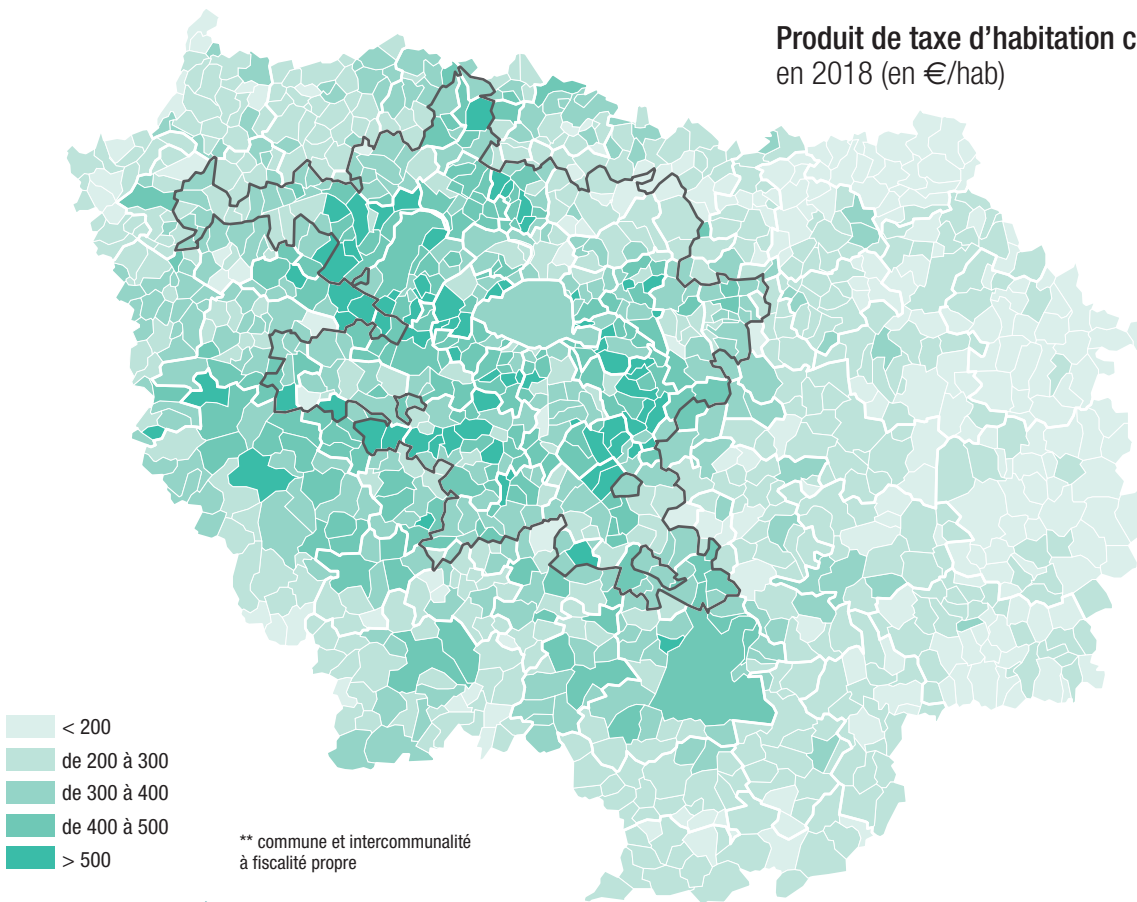 Produit de taxe d’habitation c
en 2018 (en €/hab)
< 200
de 200 à 300
de 300 à 400
de 400 à 500
> 500
** commune et intercommunalité
à fiscalité propre